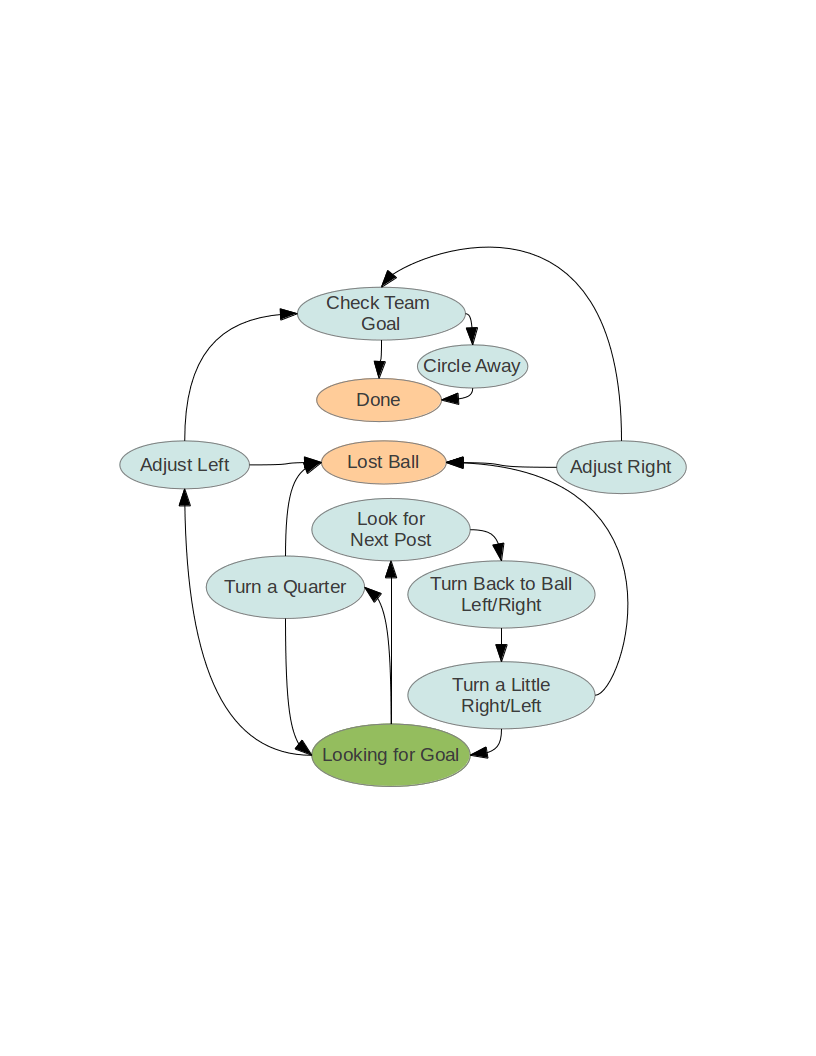 Check Team
Goal
Circle Away
Done
Adjust Left
Lost Ball
Adjust Right
Look for
Next Post
Turn a Quarter
Turn Back to Ball
Left/Right
Turn a Little
Right/Left
Looking for Goal